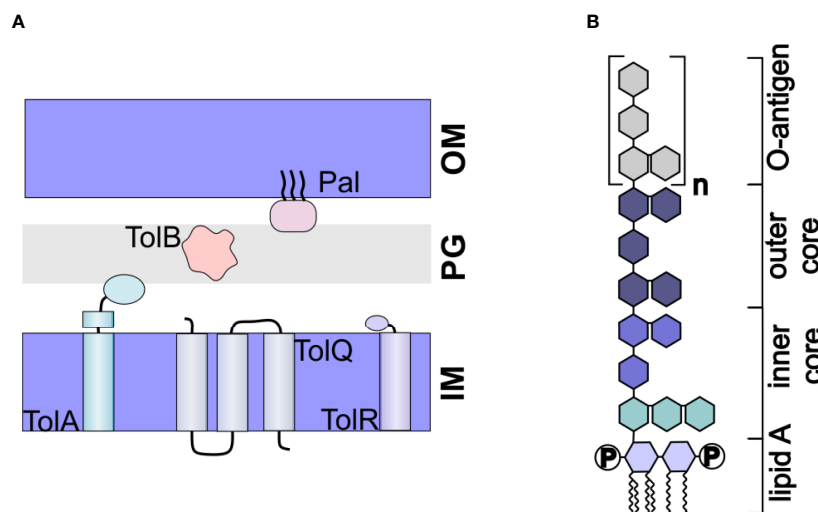 A
OM
Pal
TolB
PG
TolQ
TolA
TolR
IM
B
O-antigen
n
outer
core
inner
core
lipid A
P
P